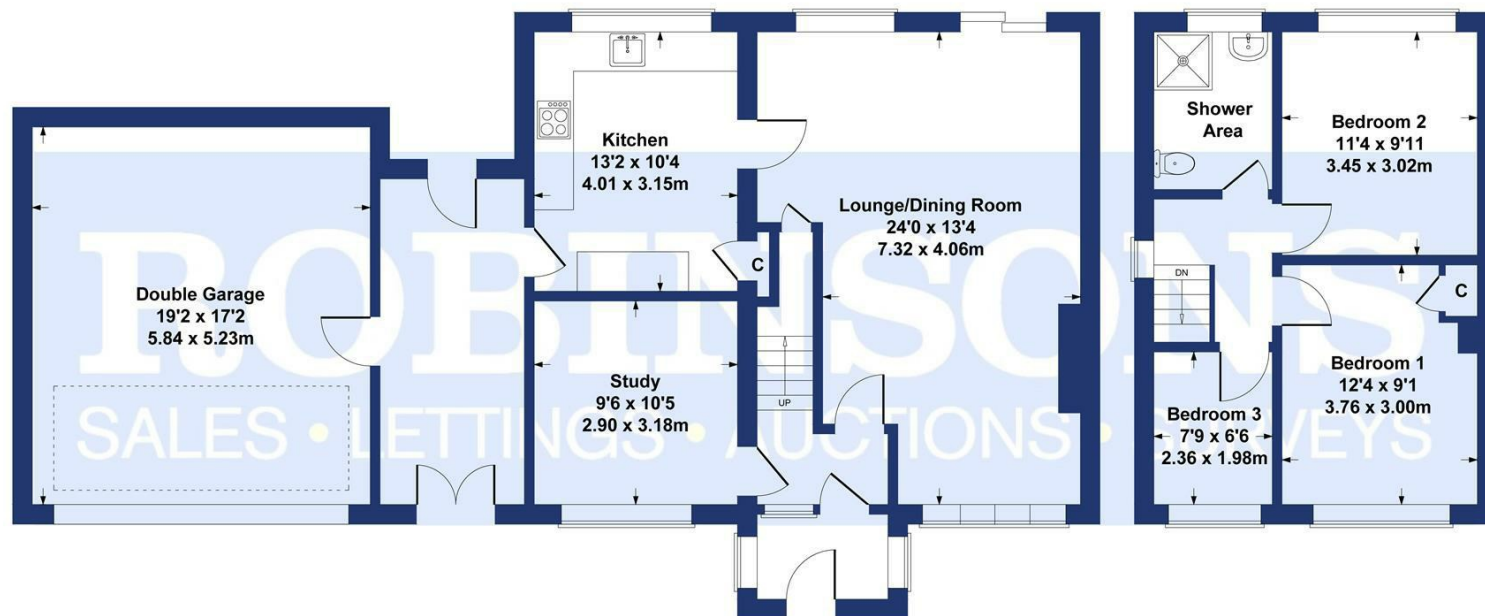 Kitchen
13'2 x 10'4
4.01 x 3.15m
Shower
Area
Bedroom 2
11'4 x 9'11
3.45 x 3.02m
Lounge/Dining Room
24'0 x 13'4
7.32 x 4.06m
C
DN
C
Double Garage
19'2 x 17'2
5.84 x 5.23m
ROBINSONS
Study
9'6 x 10'5
2.90 x 3.18m
UP
Bedroom 1
12'4 x 9'1
3.76 x 3.00m
Bedroom 3
7'9 x 6'6
2.36 x 1.98m
SALES • LETTINGS • AUCTIONS • SURVEYS